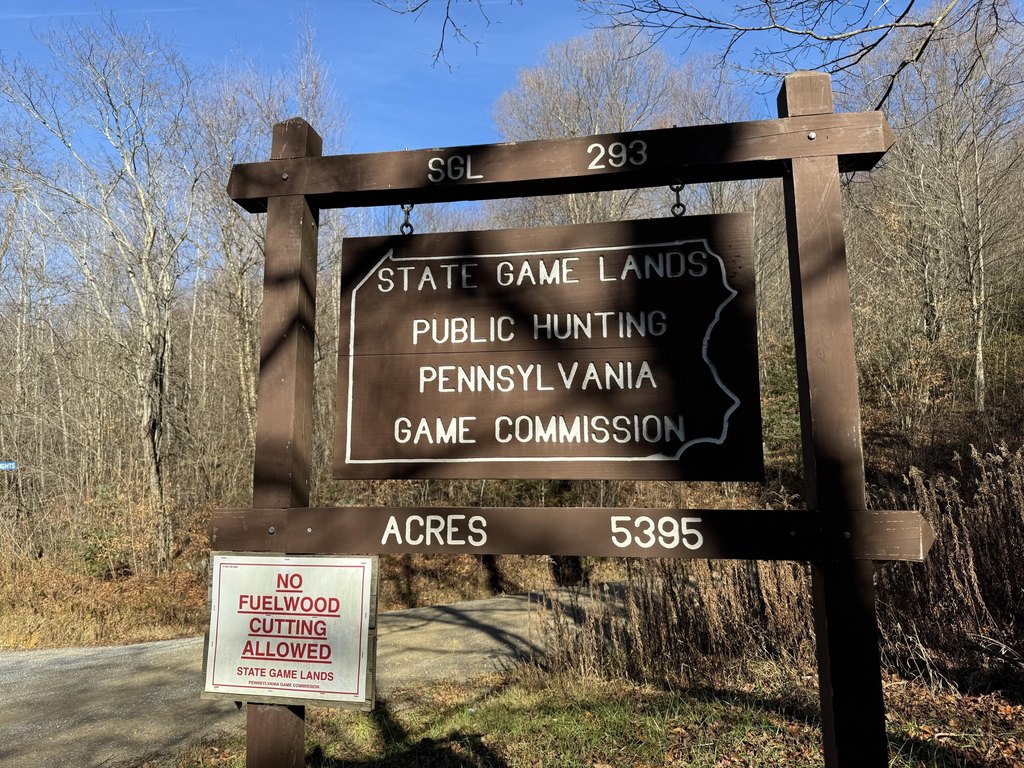 SGL 293
STATE GAME LANDS
PUBLIC HUNTING
PENNSYLVANIA
GAME COMMISSION
ACRES 5395
NO
FUELWOOD
CUTTING
ALLOWED
STATE GAME LANDS
PENNSYLVANIA GAME COMMISSION